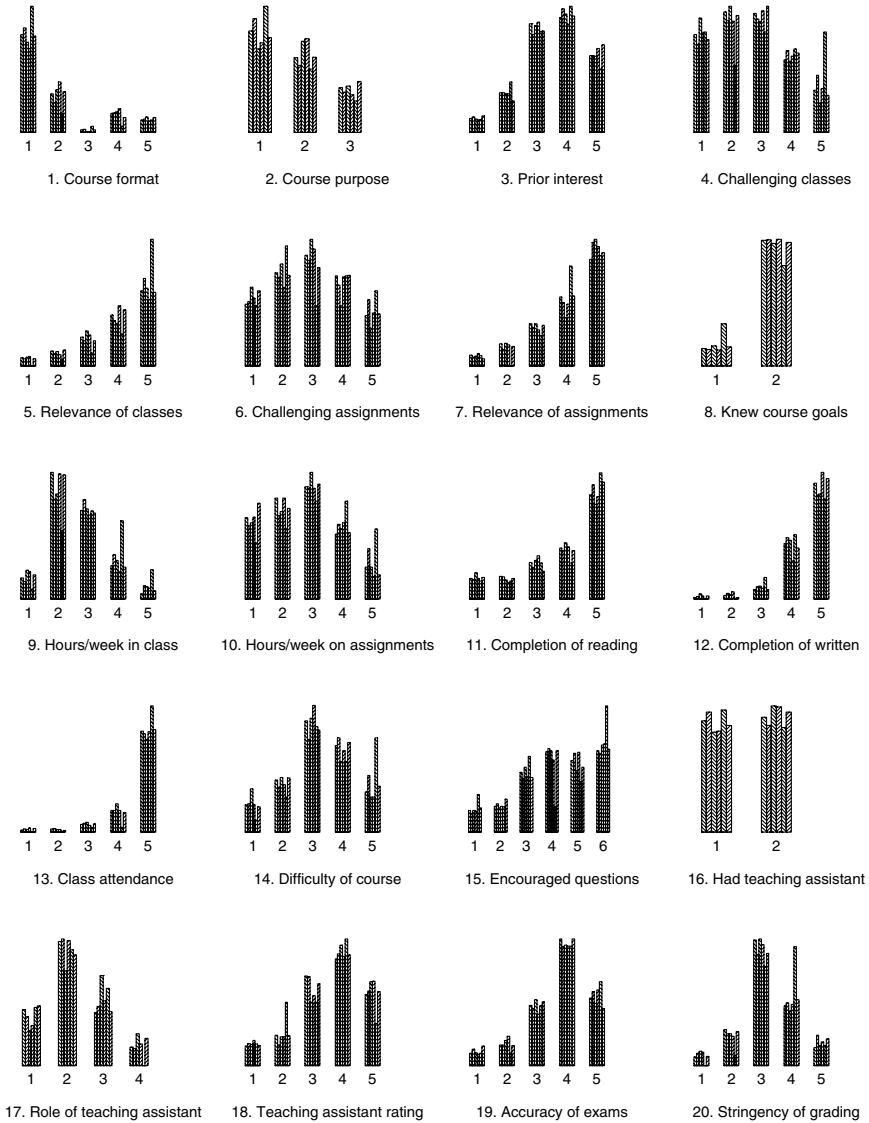 1 2 3 4 5 1 2 3 1 2 3 4 5 1 2 3 4 5
1. Course format 2. Course purpose 3. Prior interest 4. Challenging classes
1 2 3 4 5 1 2 3 4 5 1 2 3 4 5 1 2
5. Relevance of classes 6. Challenging assignments 7. Relevance of assignments 8. Knew course goals
1 2 3 4 5 1 2 3 4 5 1 2 3 4 5 1 2 3 4 5
9. Hours/week in class 10. Hours/week on assignments 11. Completion of reading 12. Completion of written
1 2 3 4 5 1 2 3 4 5 1 2 3 4 5 6 1 2
13. Class attendance 14. Difficulty of course 15. Encouraged questions 16. Had teaching assistant
1 2 3 4 1 2 3 4 5 1 2 3 4 5 1 2 3 4 5
17. Role of teaching assistant 18. Teaching assistant rating 19. Accuracy of exams 20. Stringency of grading